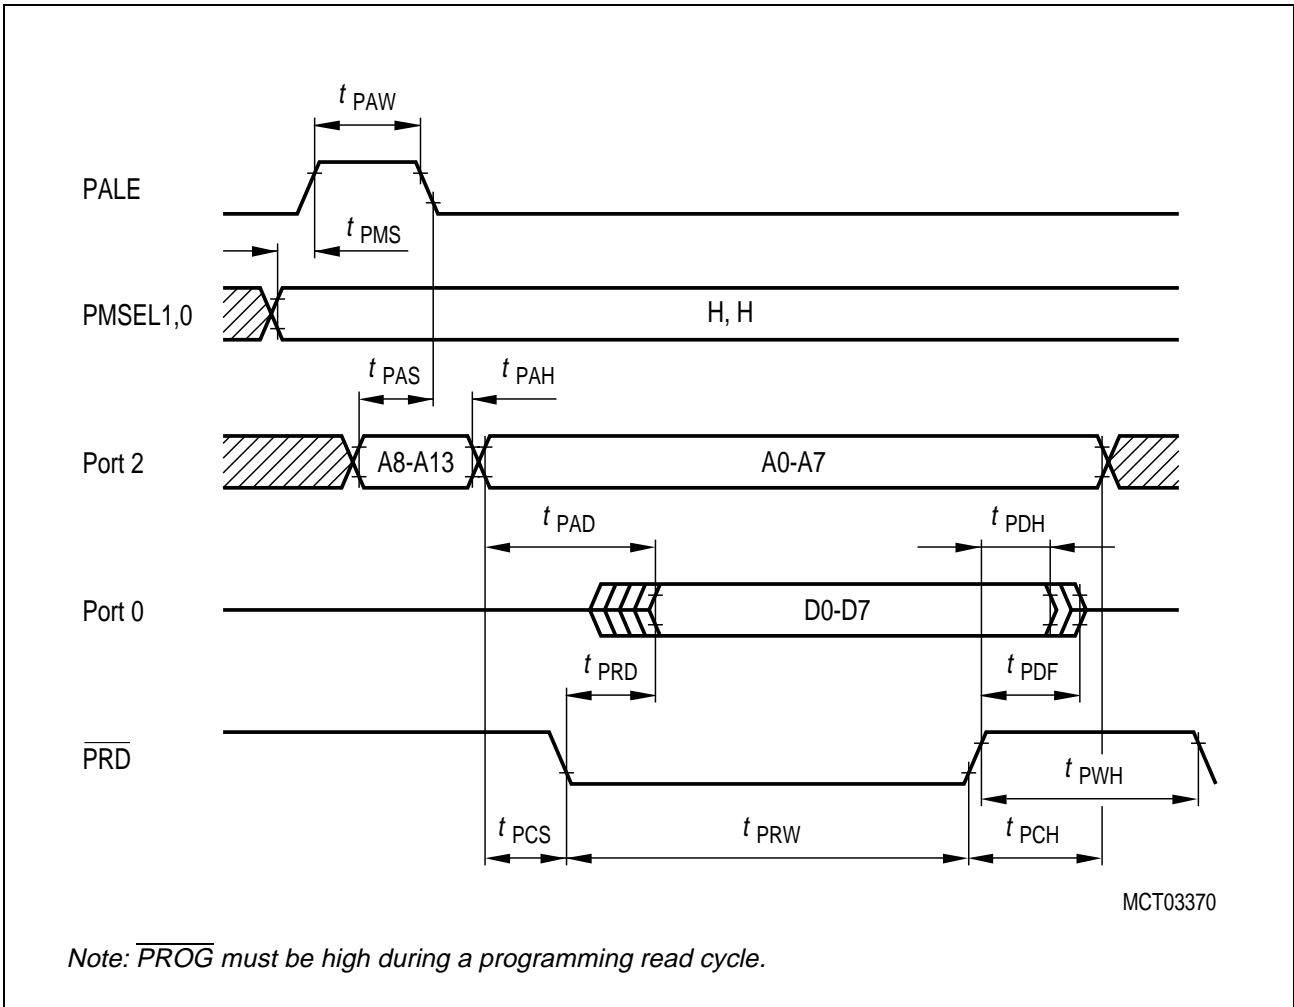 t PAW
PALE
t PMS
PMSEL1,0
H, H
t PAS
t PAH
Port 2
A8-A13
A0-A7
t PAD
t PDH
Port 0
D0-D7
t PRD
t PDF
PRD
t PWH
t PCS
t PRW
t PCH
MCT03370
Note: PROG must be high during a programming read cycle.